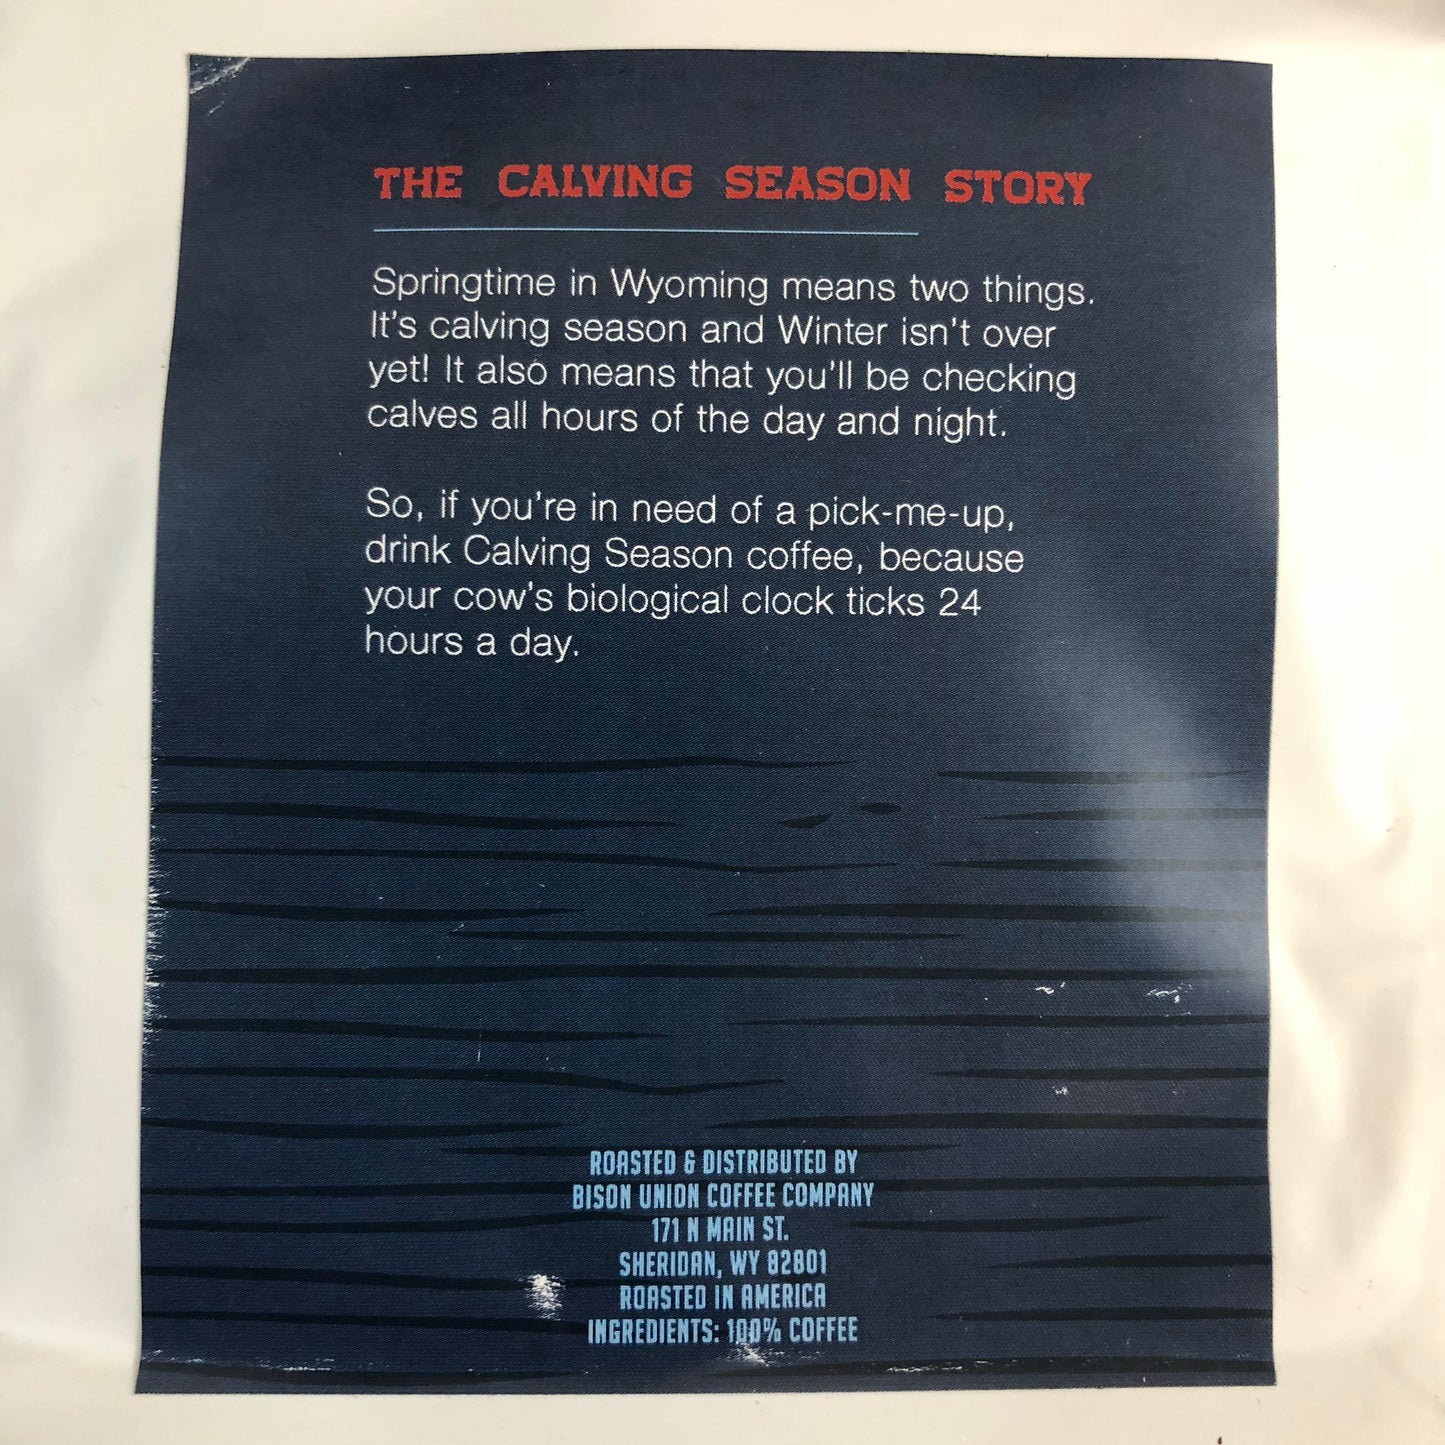 THE CALVING SEASON STORY
Springtime in Wyoming means two things.
It's calving season and Winter isn't over
yet! It also means that you'll be checking
calves all hours of the day and night.
So, if you're in need of a pick-me-up,
drink Calving Season coffee, because
your cow's biological clock ticks 24
hours a day.
ROASTED & DISTRIBUTED BY
BISON UNION COFFEE COMPANY
171 N MAIN ST.
SHERIDAN, WY 82801
ROASTED IN AMERICA
INGREDIENTS: 100% COFFEE